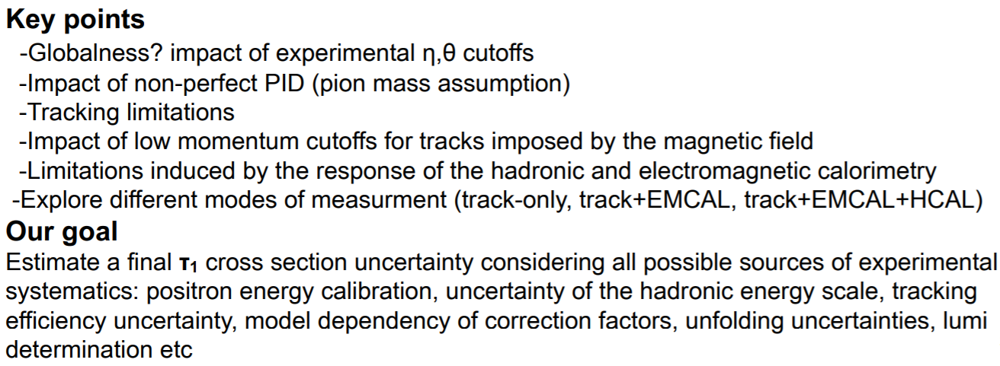 Key points
-Globalness? impact of experimental η,θ cutoffs
-Impact of non-perfect PID (pion mass assumption)
-Tracking limitations
-Impact of low momentum cutoffs for tracks imposed by the magnetic field
-Limitations induced by the response of the hadronic and electromagnetic calorimetry
-Explore different modes of measurment (track-only, track+EMCAL, track+EMCAL+HCAL)
Our goal
Estimate a final τ₁ cross section uncertainty considering all possible sources of experimental
systematics: positron energy calibration, uncertainty of the hadronic energy scale, tracking
efficiency uncertainty, model dependency of correction factors, unfolding uncertainties, lumi
determination etc